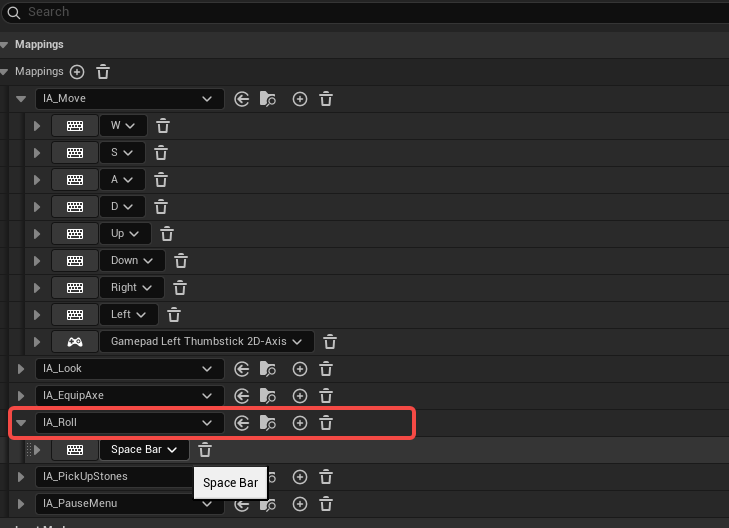 Search
Mappings
Mappings
IA_Move
W
S
A
D
Up
Down
Right
Left
Gamepad Left Thumbstick 2D-Axis
IA_Look
IA_EquipAxe
IA_Roll
Space Bar
IA_PickUpStones
Space Bar
IA_PauseMenu